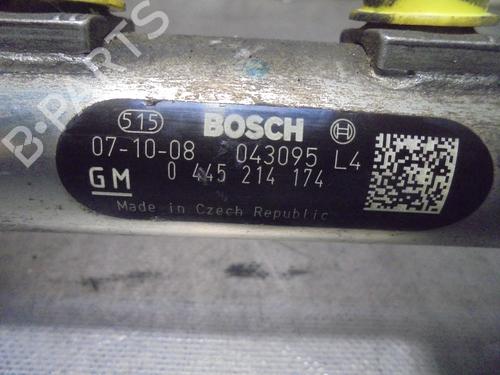 515 BOSCH
07-10-08 043095 L4
GM 0 445 214 174
Made in Czech Republic
B-PARTS